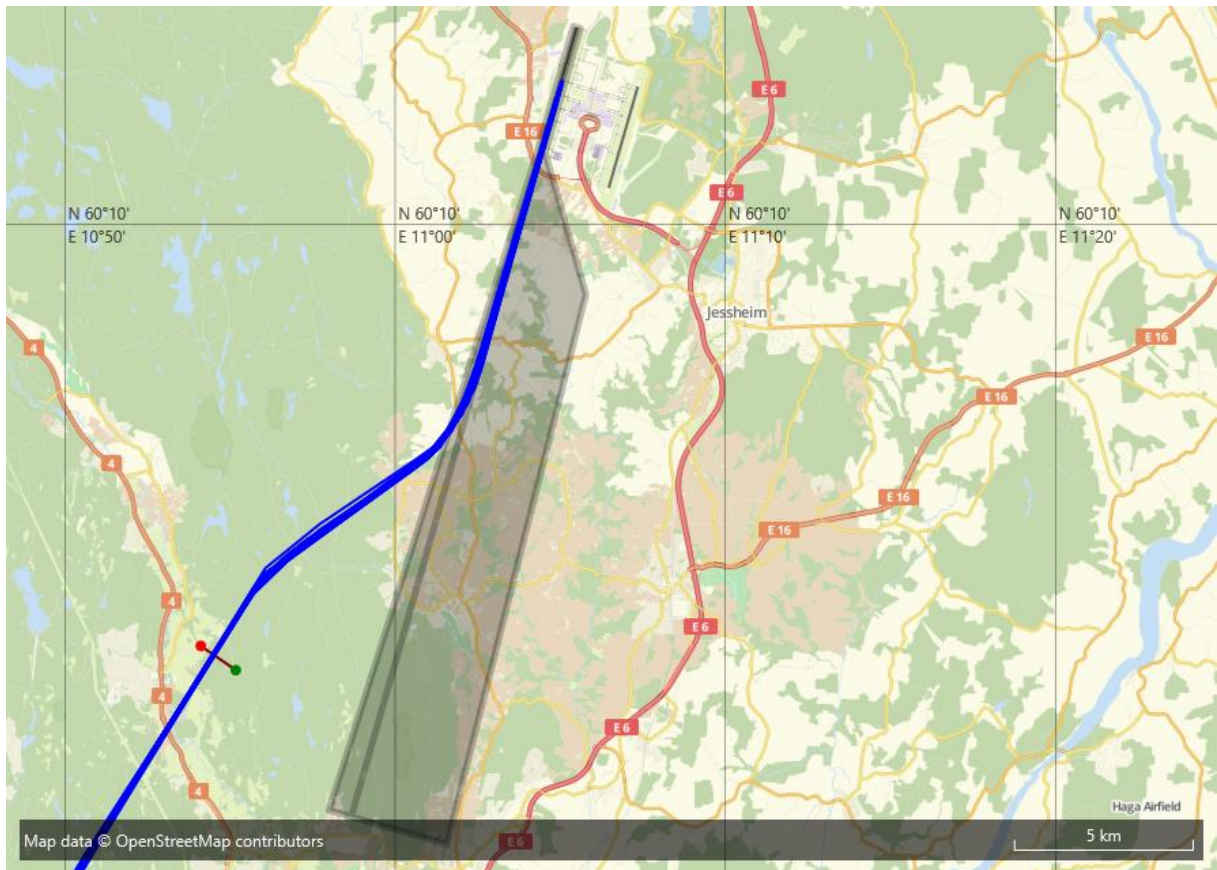 E 6
E 16
E 6
N 60°10'
E 10°50'
N 60°10'
E 11°00'
N 60°10'
E 11°10'
N 60°10'
E 11°20'
Jessheim
4
E 16
E 16
4
E 16
E 16
4
E 6
4
E 6
4
Haga Airfield
E 6
Map data © OpenStreetMap contributors
5 km